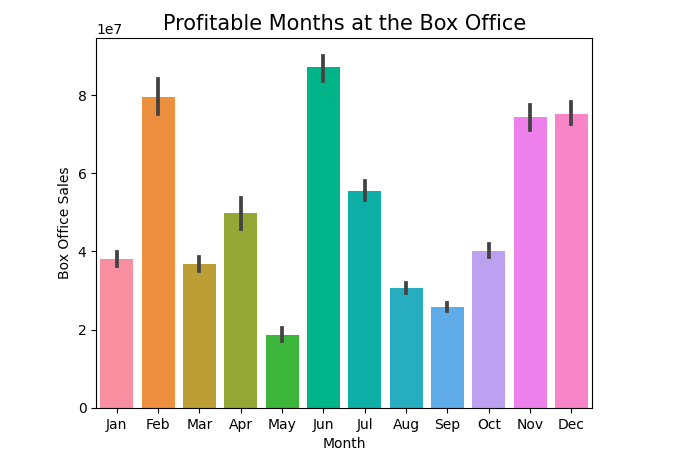 Profitable Months at the Box Office
1e7
8
6
4
2
0
Box Office Sales
Jan Feb Mar Apr May Jun Jul Aug Sep Oct Nov Dec
Month